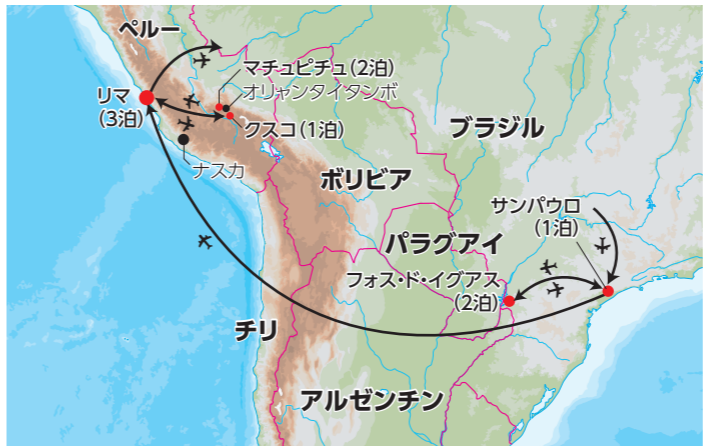 ペルー
マチュピチュ(2泊)
オリャンタイタンボ
リマ
(3泊)
クスコ(1泊)
ナスカ
ブラジル
ボリビア
サンパウロ
(1泊)
パラグアイ
フォス・ド・イグアス
(2泊)
チリ
アルゼンチン